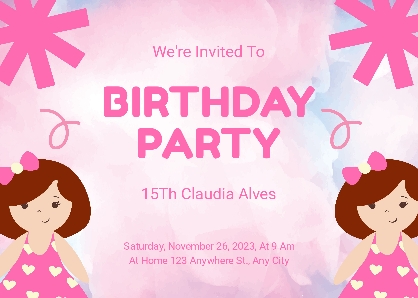 We're Invited To
BIRTHDAY
PARTY
15Th Claudia Alves
Saturday, November 26, 2023, At 9 Am
At Home 123 Anywhere St., Any City